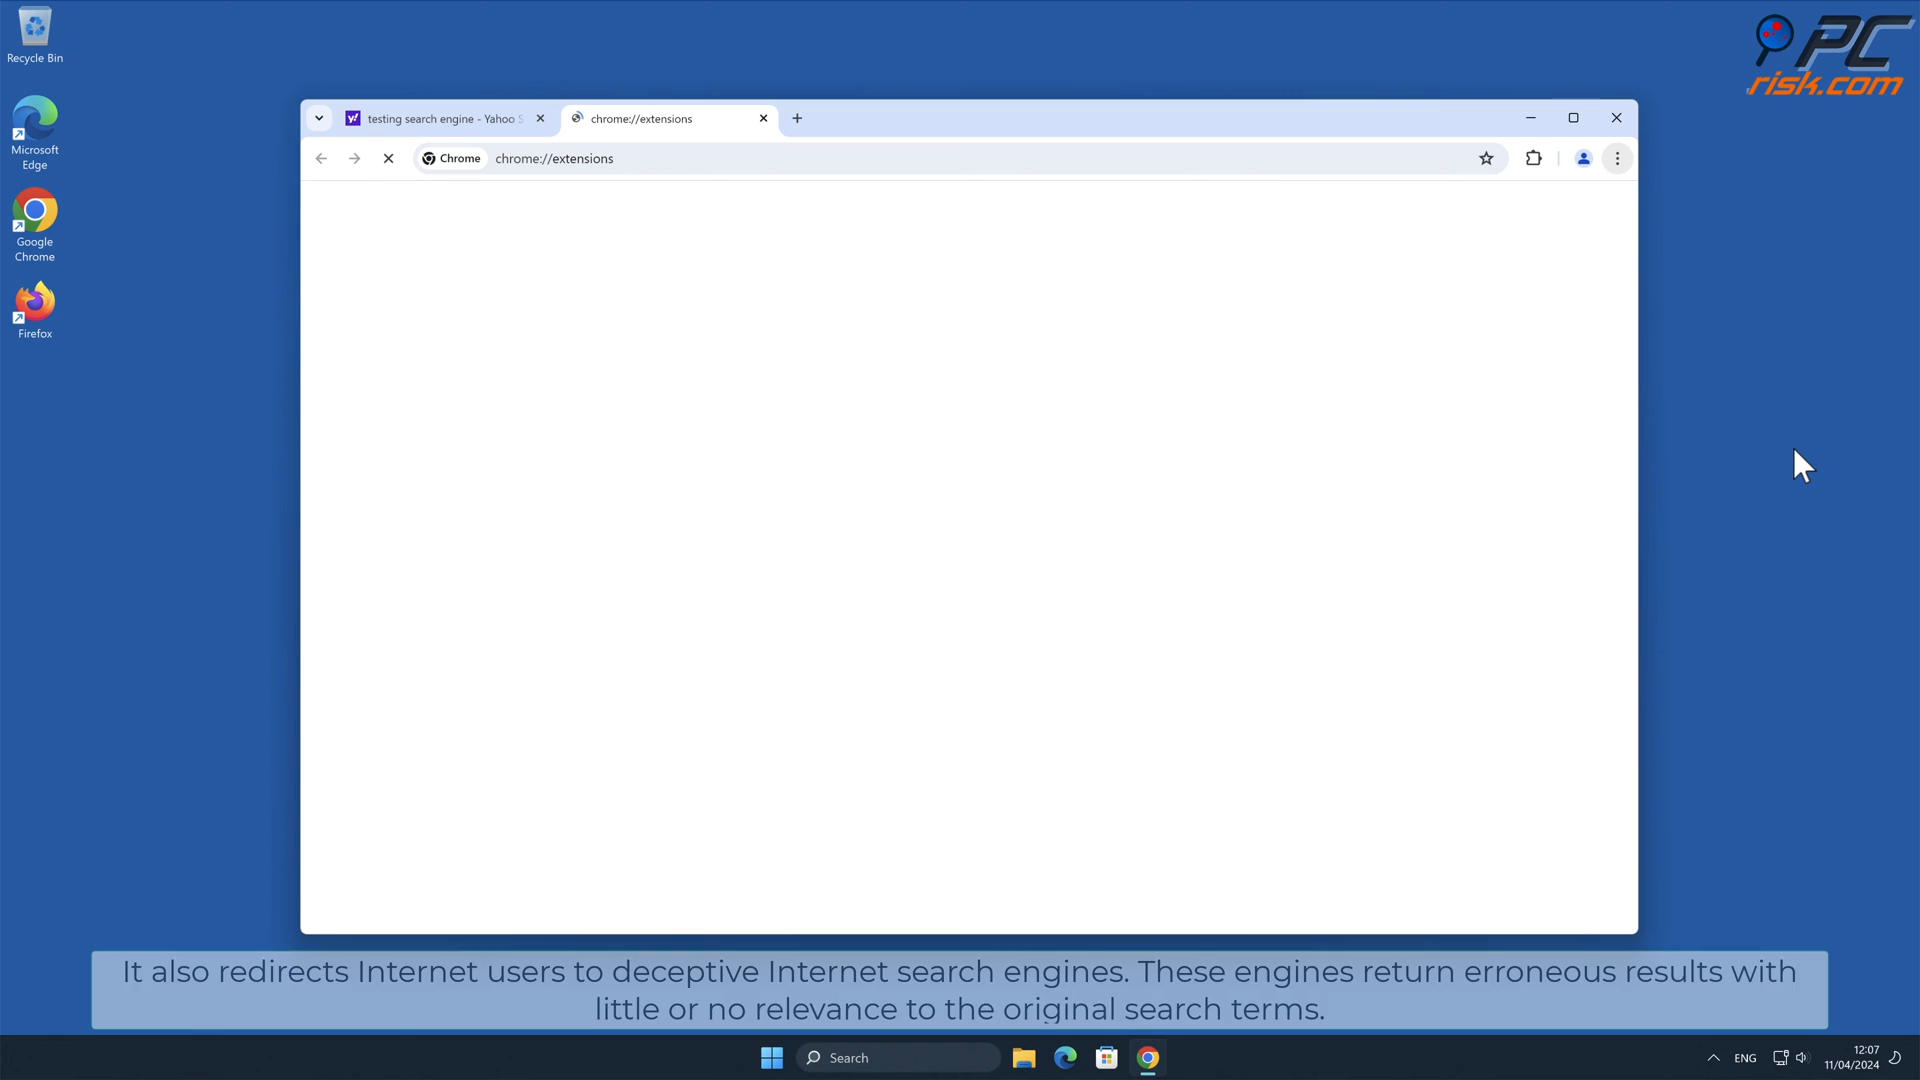 Recycle Bin
PC
risk.com
testing search engine - Yahoo S
chrome://extensions
Chrome
chrome://extensions
Microsoft
Edge
Google
Chrome
Firefox
It also redirects Internet users to deceptive Internet search engines. These engines return erroneous results with
little or no relevance to the original search terms.
Search
ENG
12:07
11/04/2024